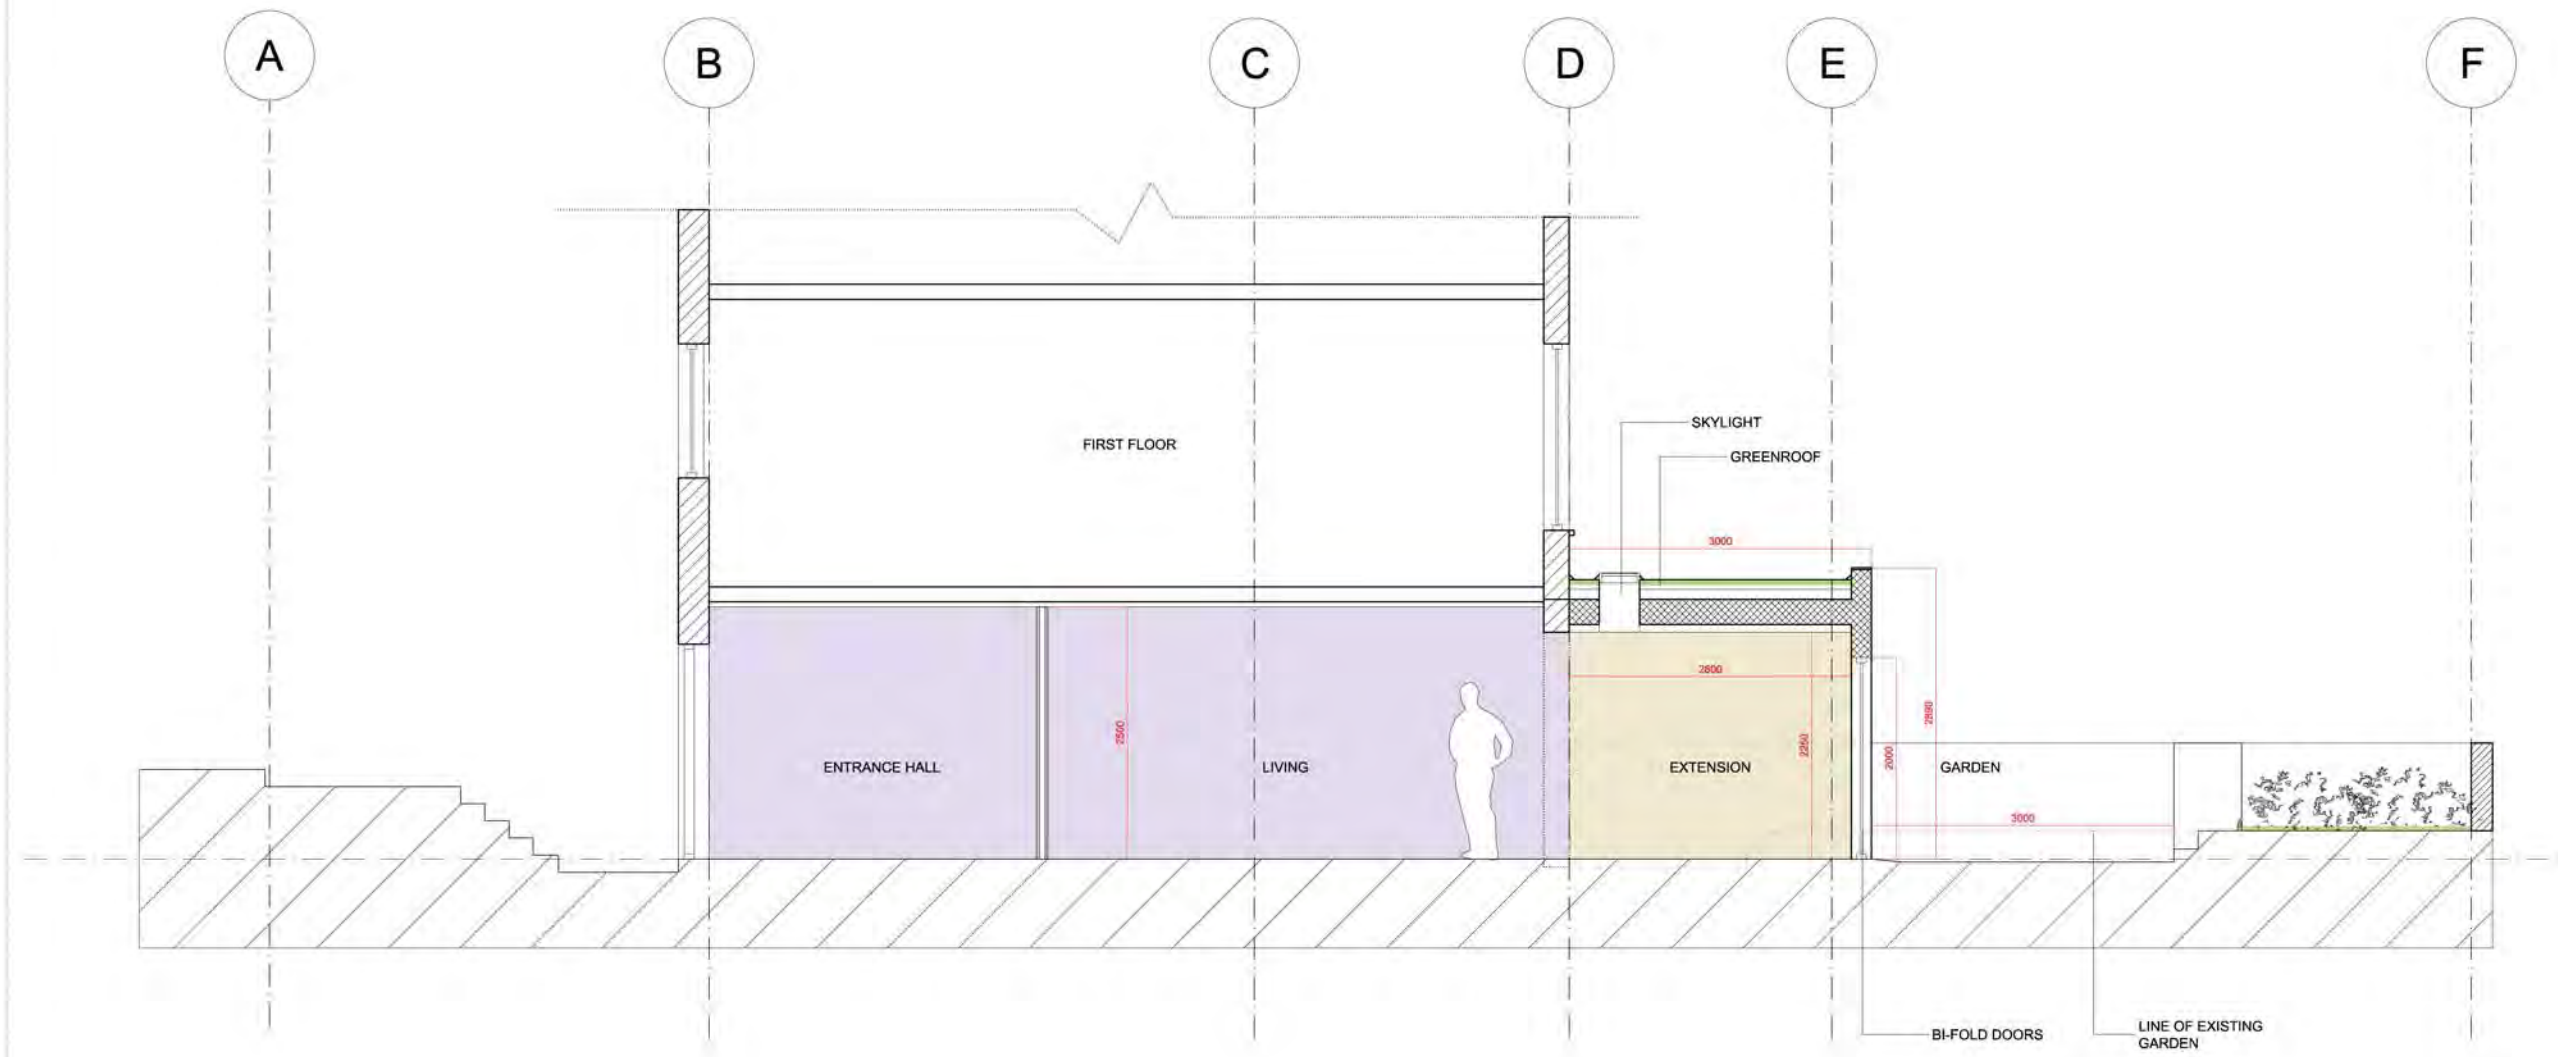 A
B
C
D
E
F
FIRST FLOOR
SKYLIGHT
GREENROOF
3000
2800
2500
2250
2000
2890
ENTRANCE HALL
LIVING
EXTENSION
GARDEN
3000
BI-FOLD DOORS
LINE OF EXISTING
GARDEN